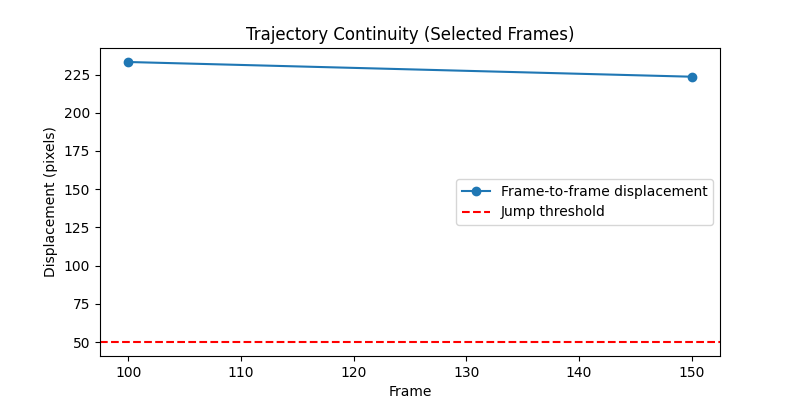 Trajectory Continuity (Selected Frames)
Displacement (pixels)
225
200
175
150
125
100
75
50
Frame-to-frame displacement
Jump threshold
100 110 120 130 140 150
Frame